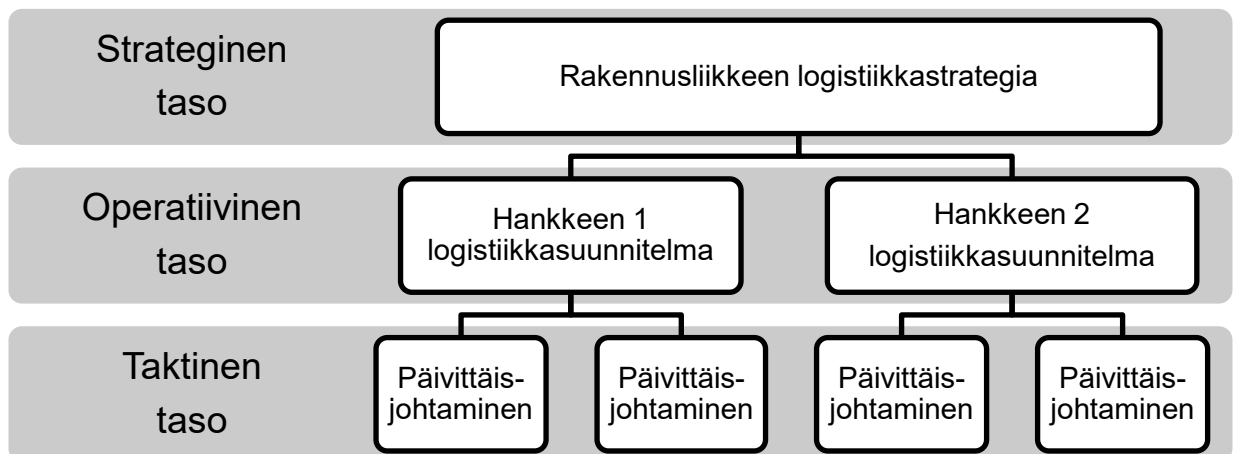 Strateginen
taso
Rakennusliikkeen logistiikkastrategia
Operatiivinen
taso
Hankkeen 1
logistiikkasuunnitelma
Hankkeen 2
logistiikkasuunnitelma
Taktinen
taso
Päivittäis-
johtaminen
Päivittäis-
johtaminen
Päivittäis-
johtaminen
Päivittäis-
johtaminen